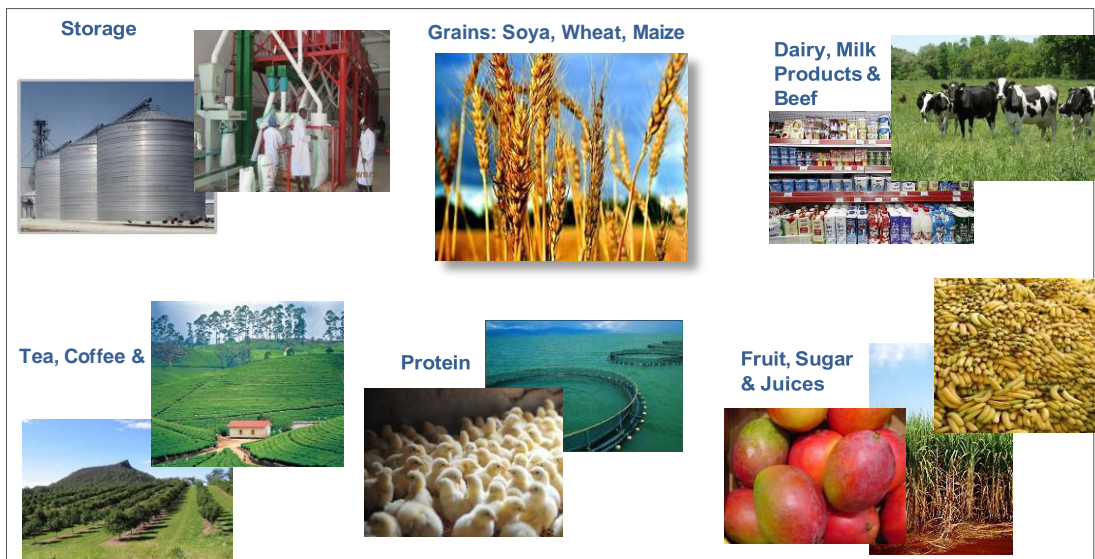 Storage
Grains: Soya, Wheat, Maize
Dairy, Milk
Products &
Beef
Tea, Coffee &
Protein
Fruit, Sugar
& Juices